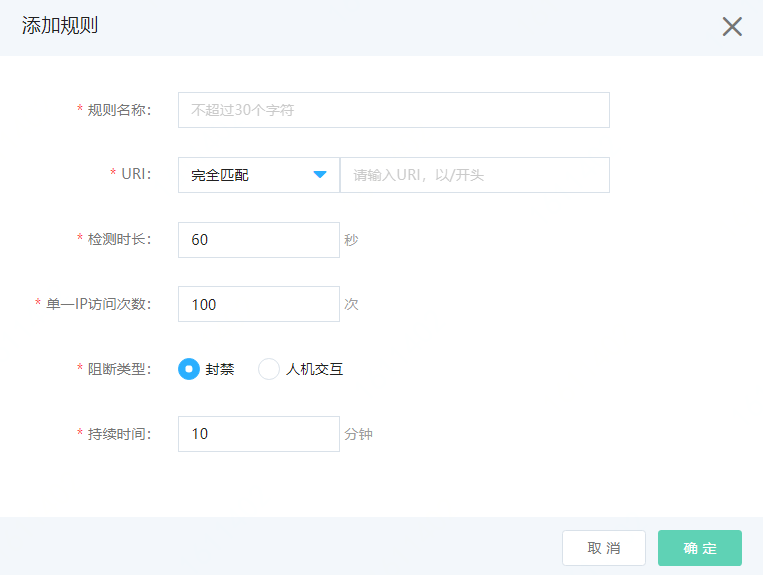 添加规则
* 规则名称： 不超过30个字符
* URI： 完全匹配 请输入URI，以/开头
* 检测时长： 60 秒
* 单一IP访问次数： 100 次
* 阻断类型： 封禁 人机交互
* 持续时间： 10 分钟
取 消 确 定